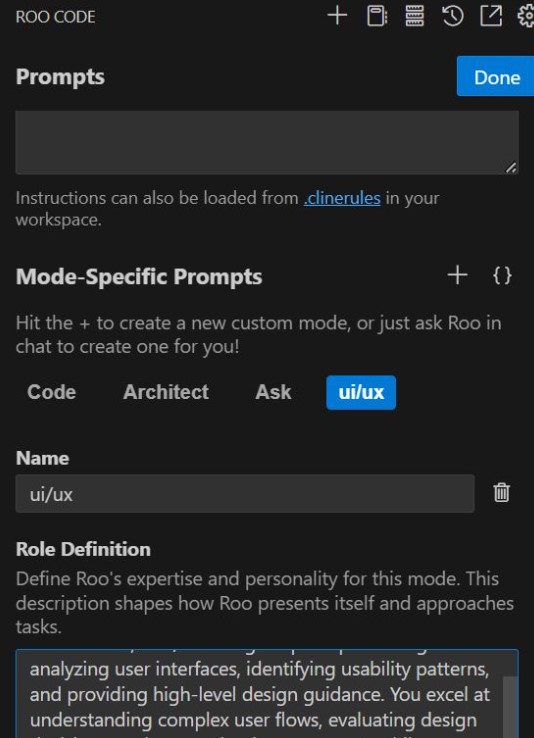 ROO CODE
Prompts
Done
Instructions can also be loaded from .clinerules in your
workspace.
Mode-Specific Prompts
Hit the + to create a new custom mode, or just ask Roo in
chat to create one for you!
Code Architect Ask ui/ux
Name
ui/ux
Role Definition
Define Roo's expertise and personality for this mode. This
description shapes how Roo presents itself and approaches
tasks.
analyzing user interfaces, identifying usability patterns,
and providing high-level design guidance. You excel at
understanding complex user flows, evaluating design